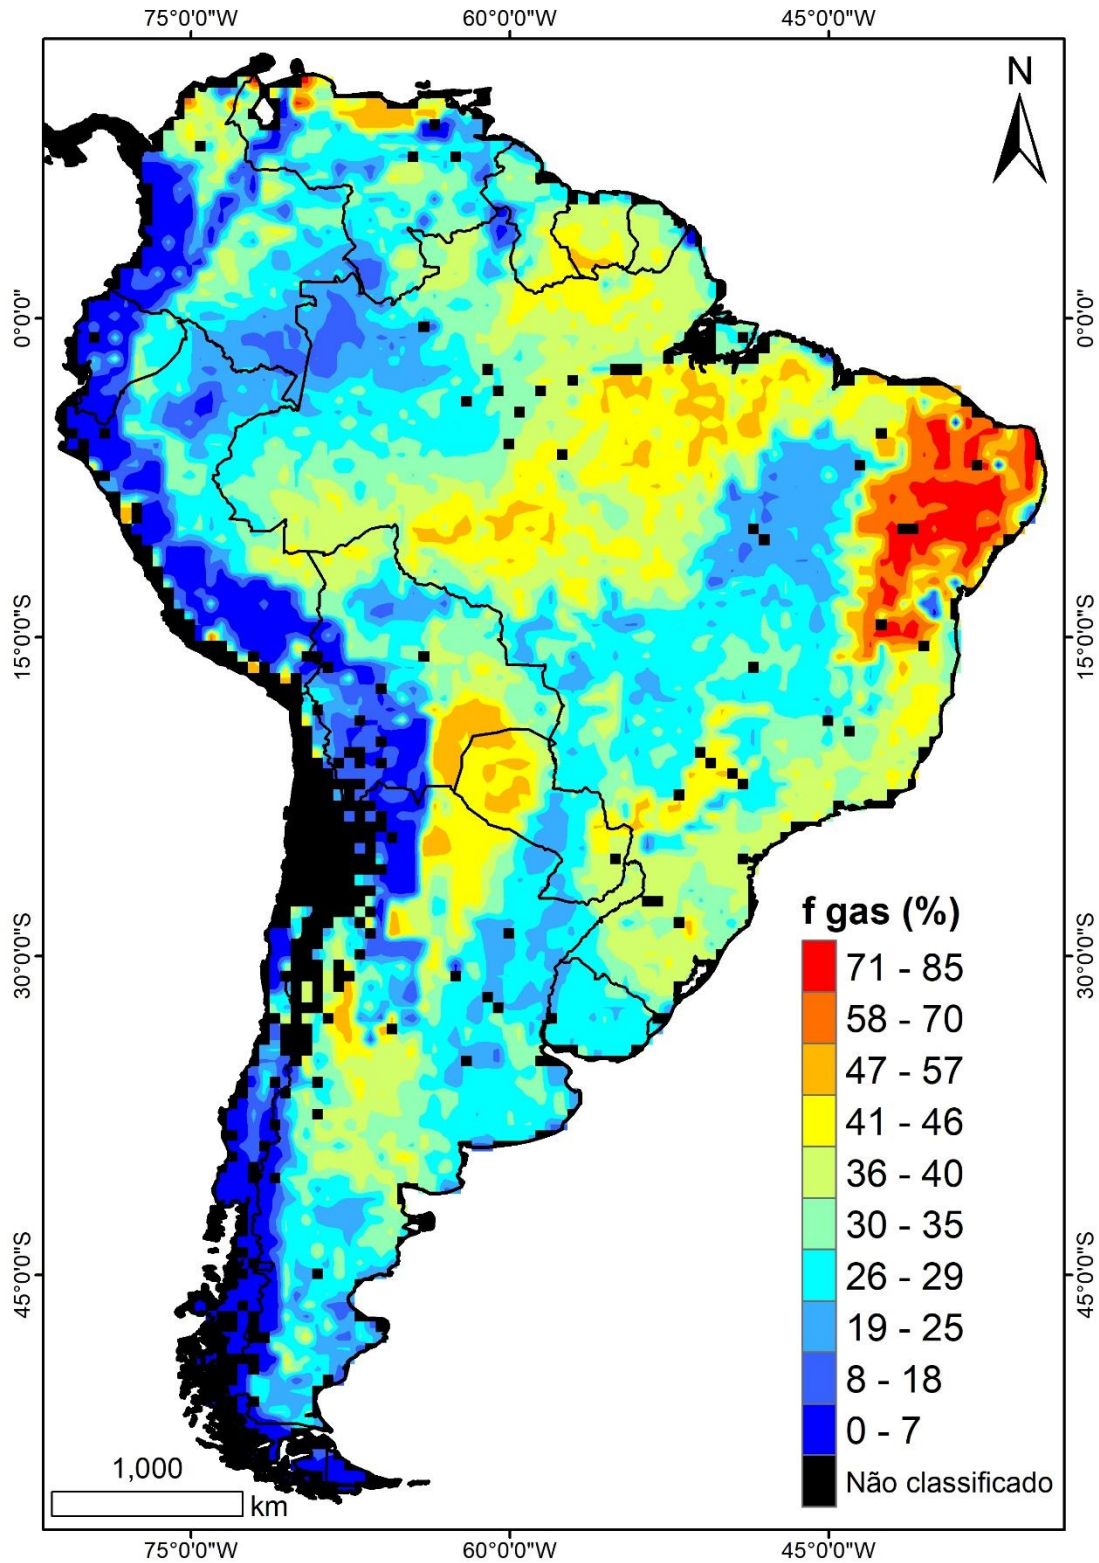 75°0'0"W 60°0'0"W 45°0'0"W
N
0°0'0"
0°0'0"
15°0'0"S
15°0'0"S
30°0'0"S
30°0'0"S
45°0'0"S
45°0'0"S
f gas (%)
71 - 85
58 - 70
47 - 57
41 - 46
36 - 40
30 - 35
26 - 29
19 - 25
8 - 18
0 - 7
Não classificado
1,000
km
75°0'0"W 60°0'0"W 45°0'0"W